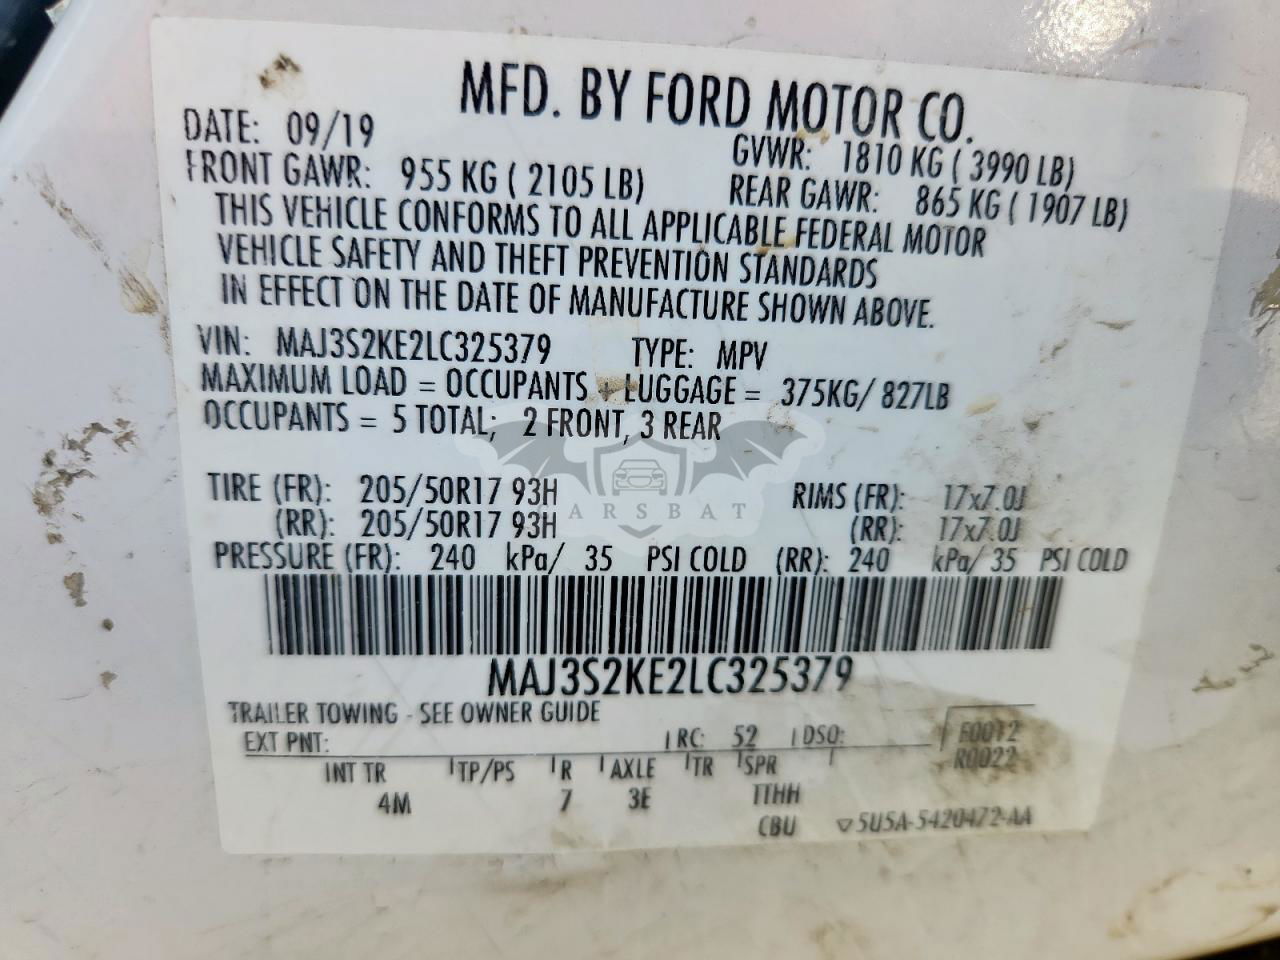 MFD. BY FORD MOTOR CO.
DATE: 09/19 GVWR: 1810 KG ( 3990 LB)
FRONT GAWR: 955 KG ( 2105 LB) REAR GAWR: 865 KG ( 1907 LB)
THIS VEHICLE CONFORMS TO ALL APPLICABLE FEDERAL MOTOR
VEHICLE SAFETY AND THEFT PREVENTION STANDARDS
IN EFFECT ON THE DATE OF MANUFACTURE SHOWN ABOVE.
VIN: MAJ3S2KE2LC325379 TYPE: MPV
MAXIMUM LOAD = OCCUPANTS + LUGGAGE = 375KG/ 827LB
OCCUPANTS = 5 TOTAL; 2 FRONT, 3 REAR
TIRE (FR): 205/50R17 93H RIMS (FR): 17x7.0J
ARSBAT
(RR): 205/50R17 93H (RR): 17x7.0J
PRESSURE (FR): 240 kPa/ 35 PSI COLD (RR): 240 kPa/ 35 PSI COLD
MAJ3S2KE2LC325379
TRAILER TOWING - SEE OWNER GUIDE
EXT PNT: RC: 52 DSO: F0012
R0022
INT TR TP/PS R AXLE TR SPR
4M 7 3E TTHH
CBU ▽5U5A-5420472-AA